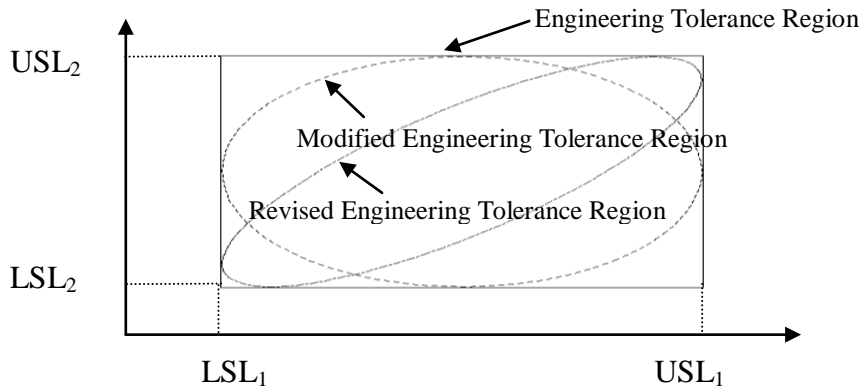 Engineering Tolerance Region
USL₂
Modified Engineering Tolerance Region
Revised Engineering Tolerance Region
LSL₂
LSL₁
USL₁